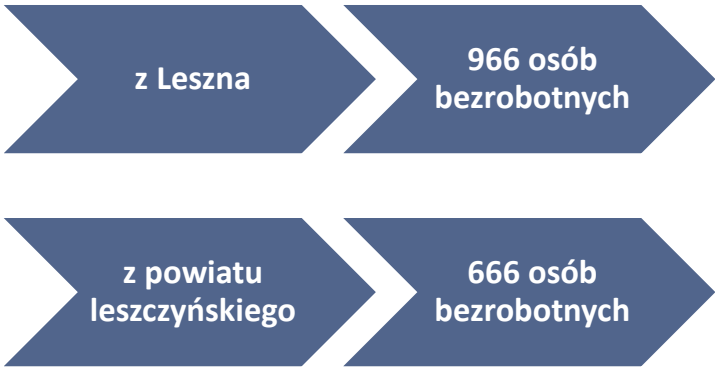 z Leszna
966 osób
bezrobotnych
z powiatu
leszczyńskiego
666 osób
bezrobotnych